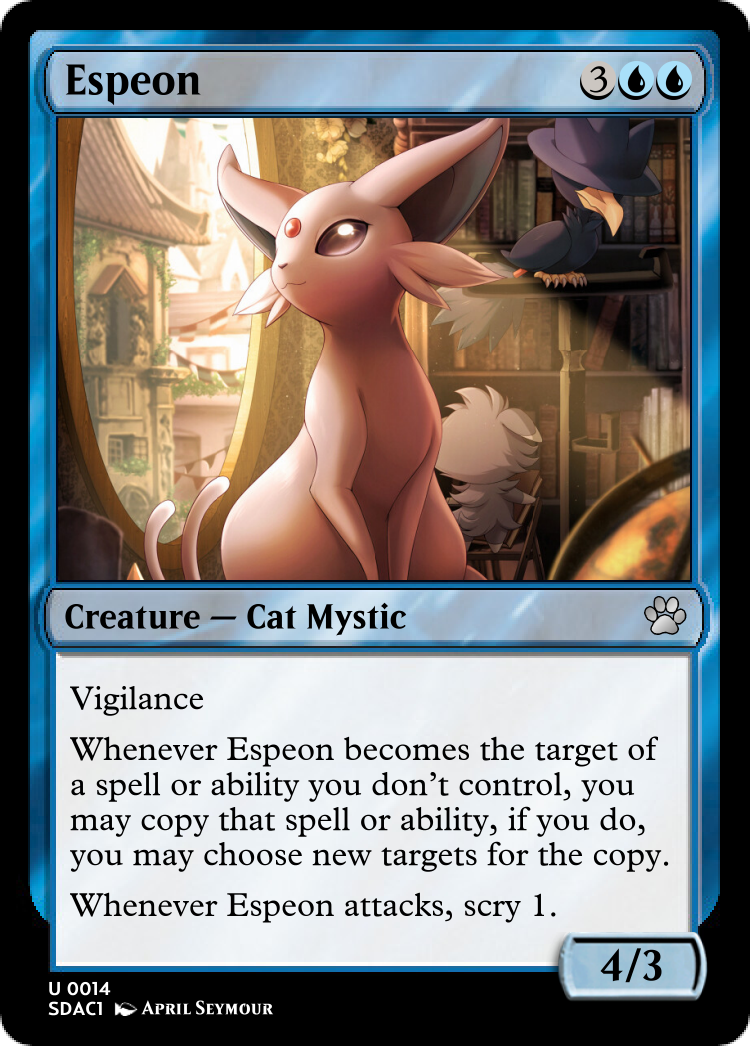 Espeon 3
Creature — Cat Mystic
Vigilance
Whenever Espeon becomes the target of
a spell or ability you don't control, you
may copy that spell or ability, if you do,
you may choose new targets for the copy.
Whenever Espeon attacks, scry 1.
4/3
U 0014
SDAC1 April Seymour